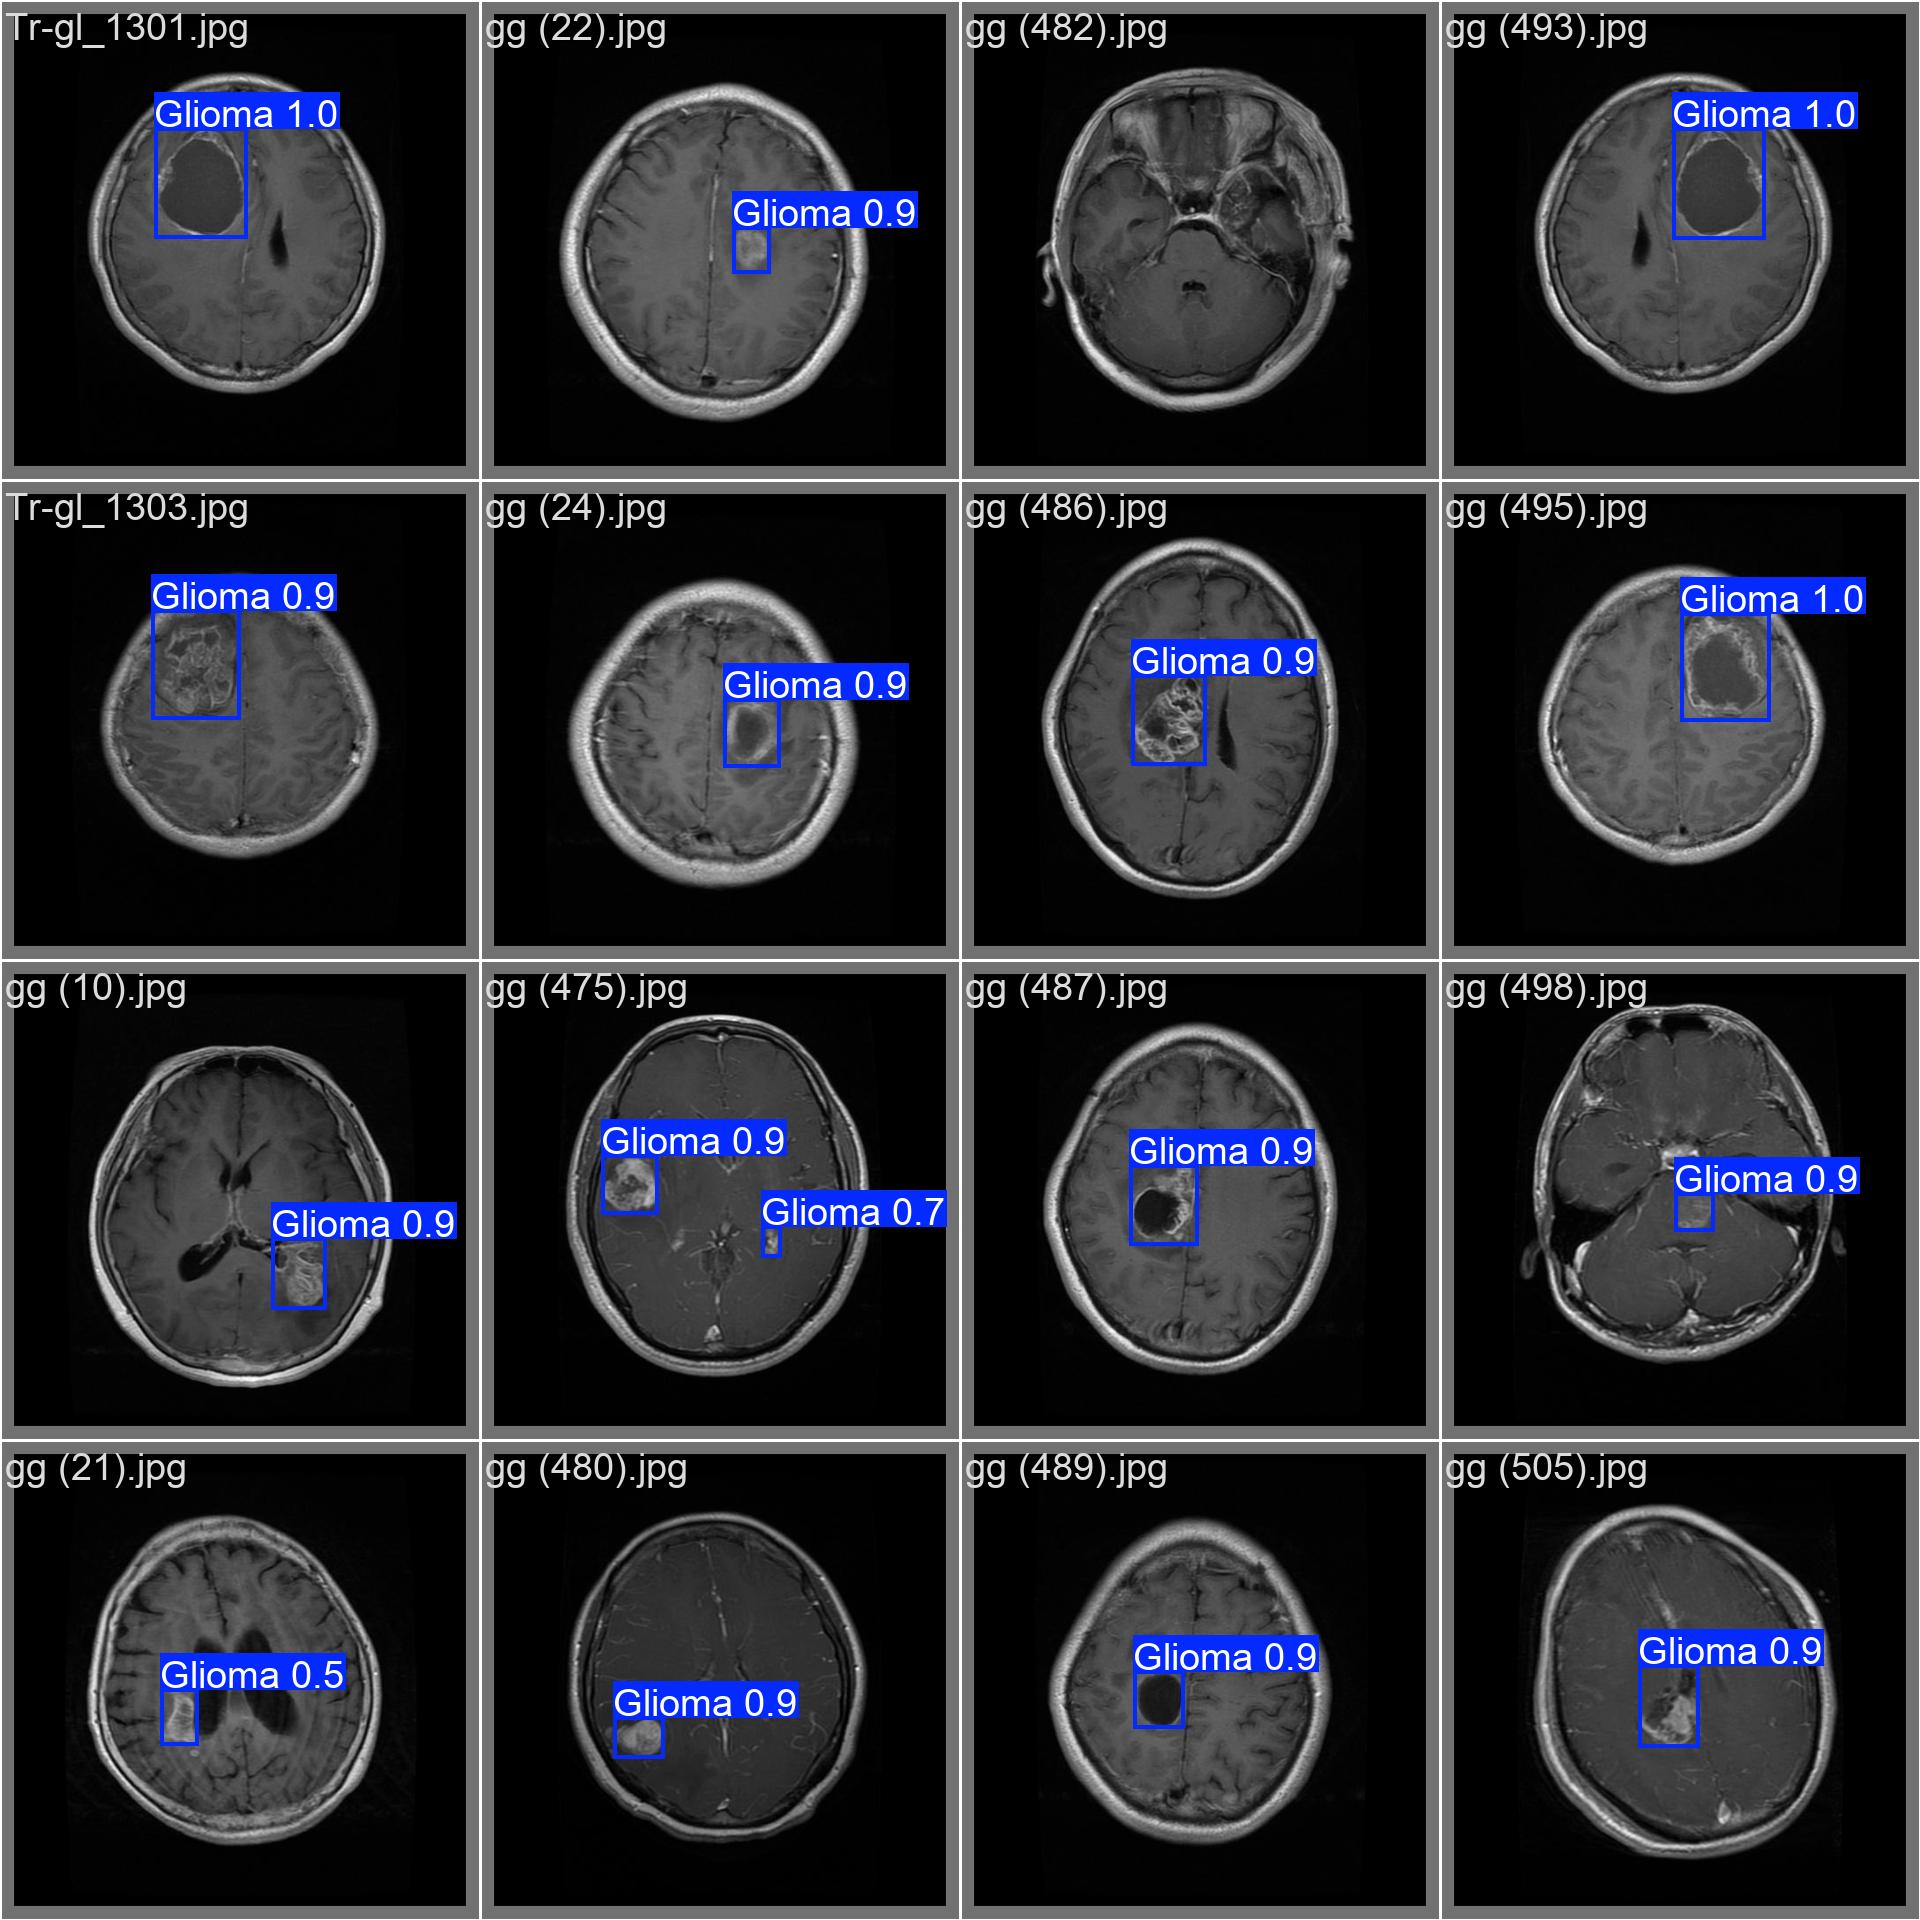 Tr-gl_1301.jpg
Glioma 1.0
gg (22).jpg
Glioma 0.9
gg (482).jpg
gg (493).jpg
Glioma 1.0
Tr-gl_1303.jpg
Glioma 0.9
gg (24).jpg
Glioma 0.9
gg (486).jpg
Glioma 0.9
gg (495).jpg
Glioma 1.0
gg (10).jpg
Glioma 0.9
gg (475).jpg
Glioma 0.9
Glioma 0.7
gg (487).jpg
Glioma 0.9
gg (498).jpg
Glioma 0.9
gg (21).jpg
Glioma 0.5
gg (480).jpg
Glioma 0.9
gg (489).jpg
Glioma 0.9
gg (505).jpg
Glioma 0.9